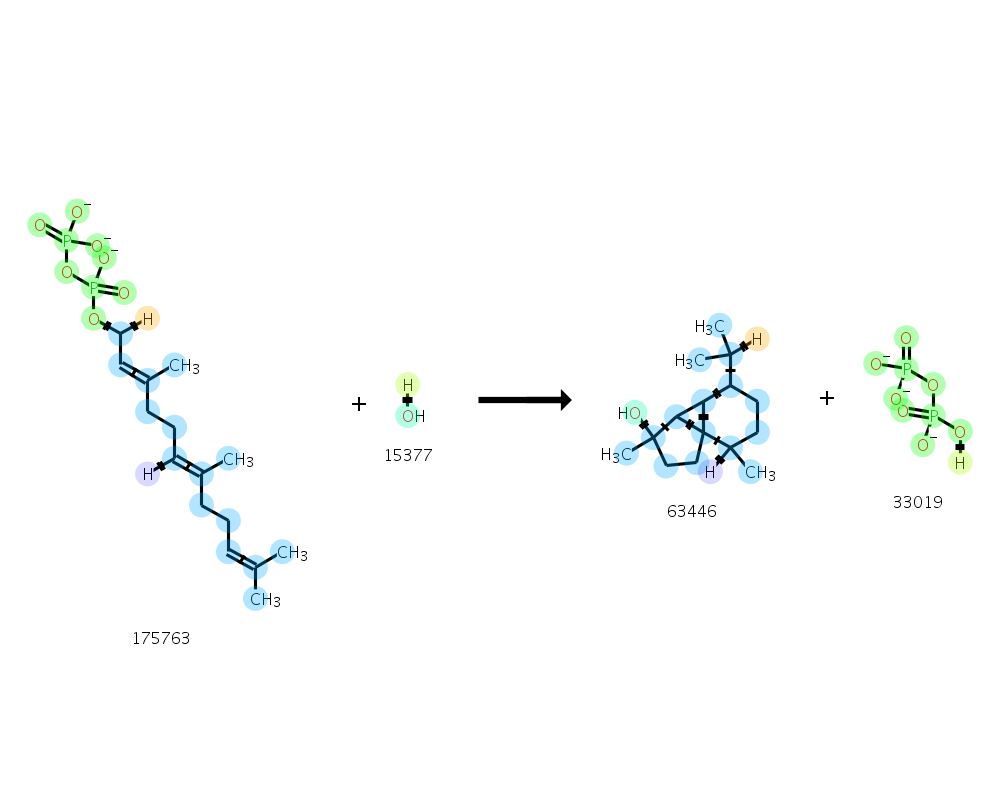 O⁻
O
P
O⁻
O⁻
O
P
O
O
H
CH₃
H
CH₃
CH₃
CH₃
175763
+
H
OH
15377
H₃C
H
H₃C
HO
H₃C
H
CH₃
63446
+
O
O⁻
P
O
O⁻
O
P
O
O⁻
H
33019